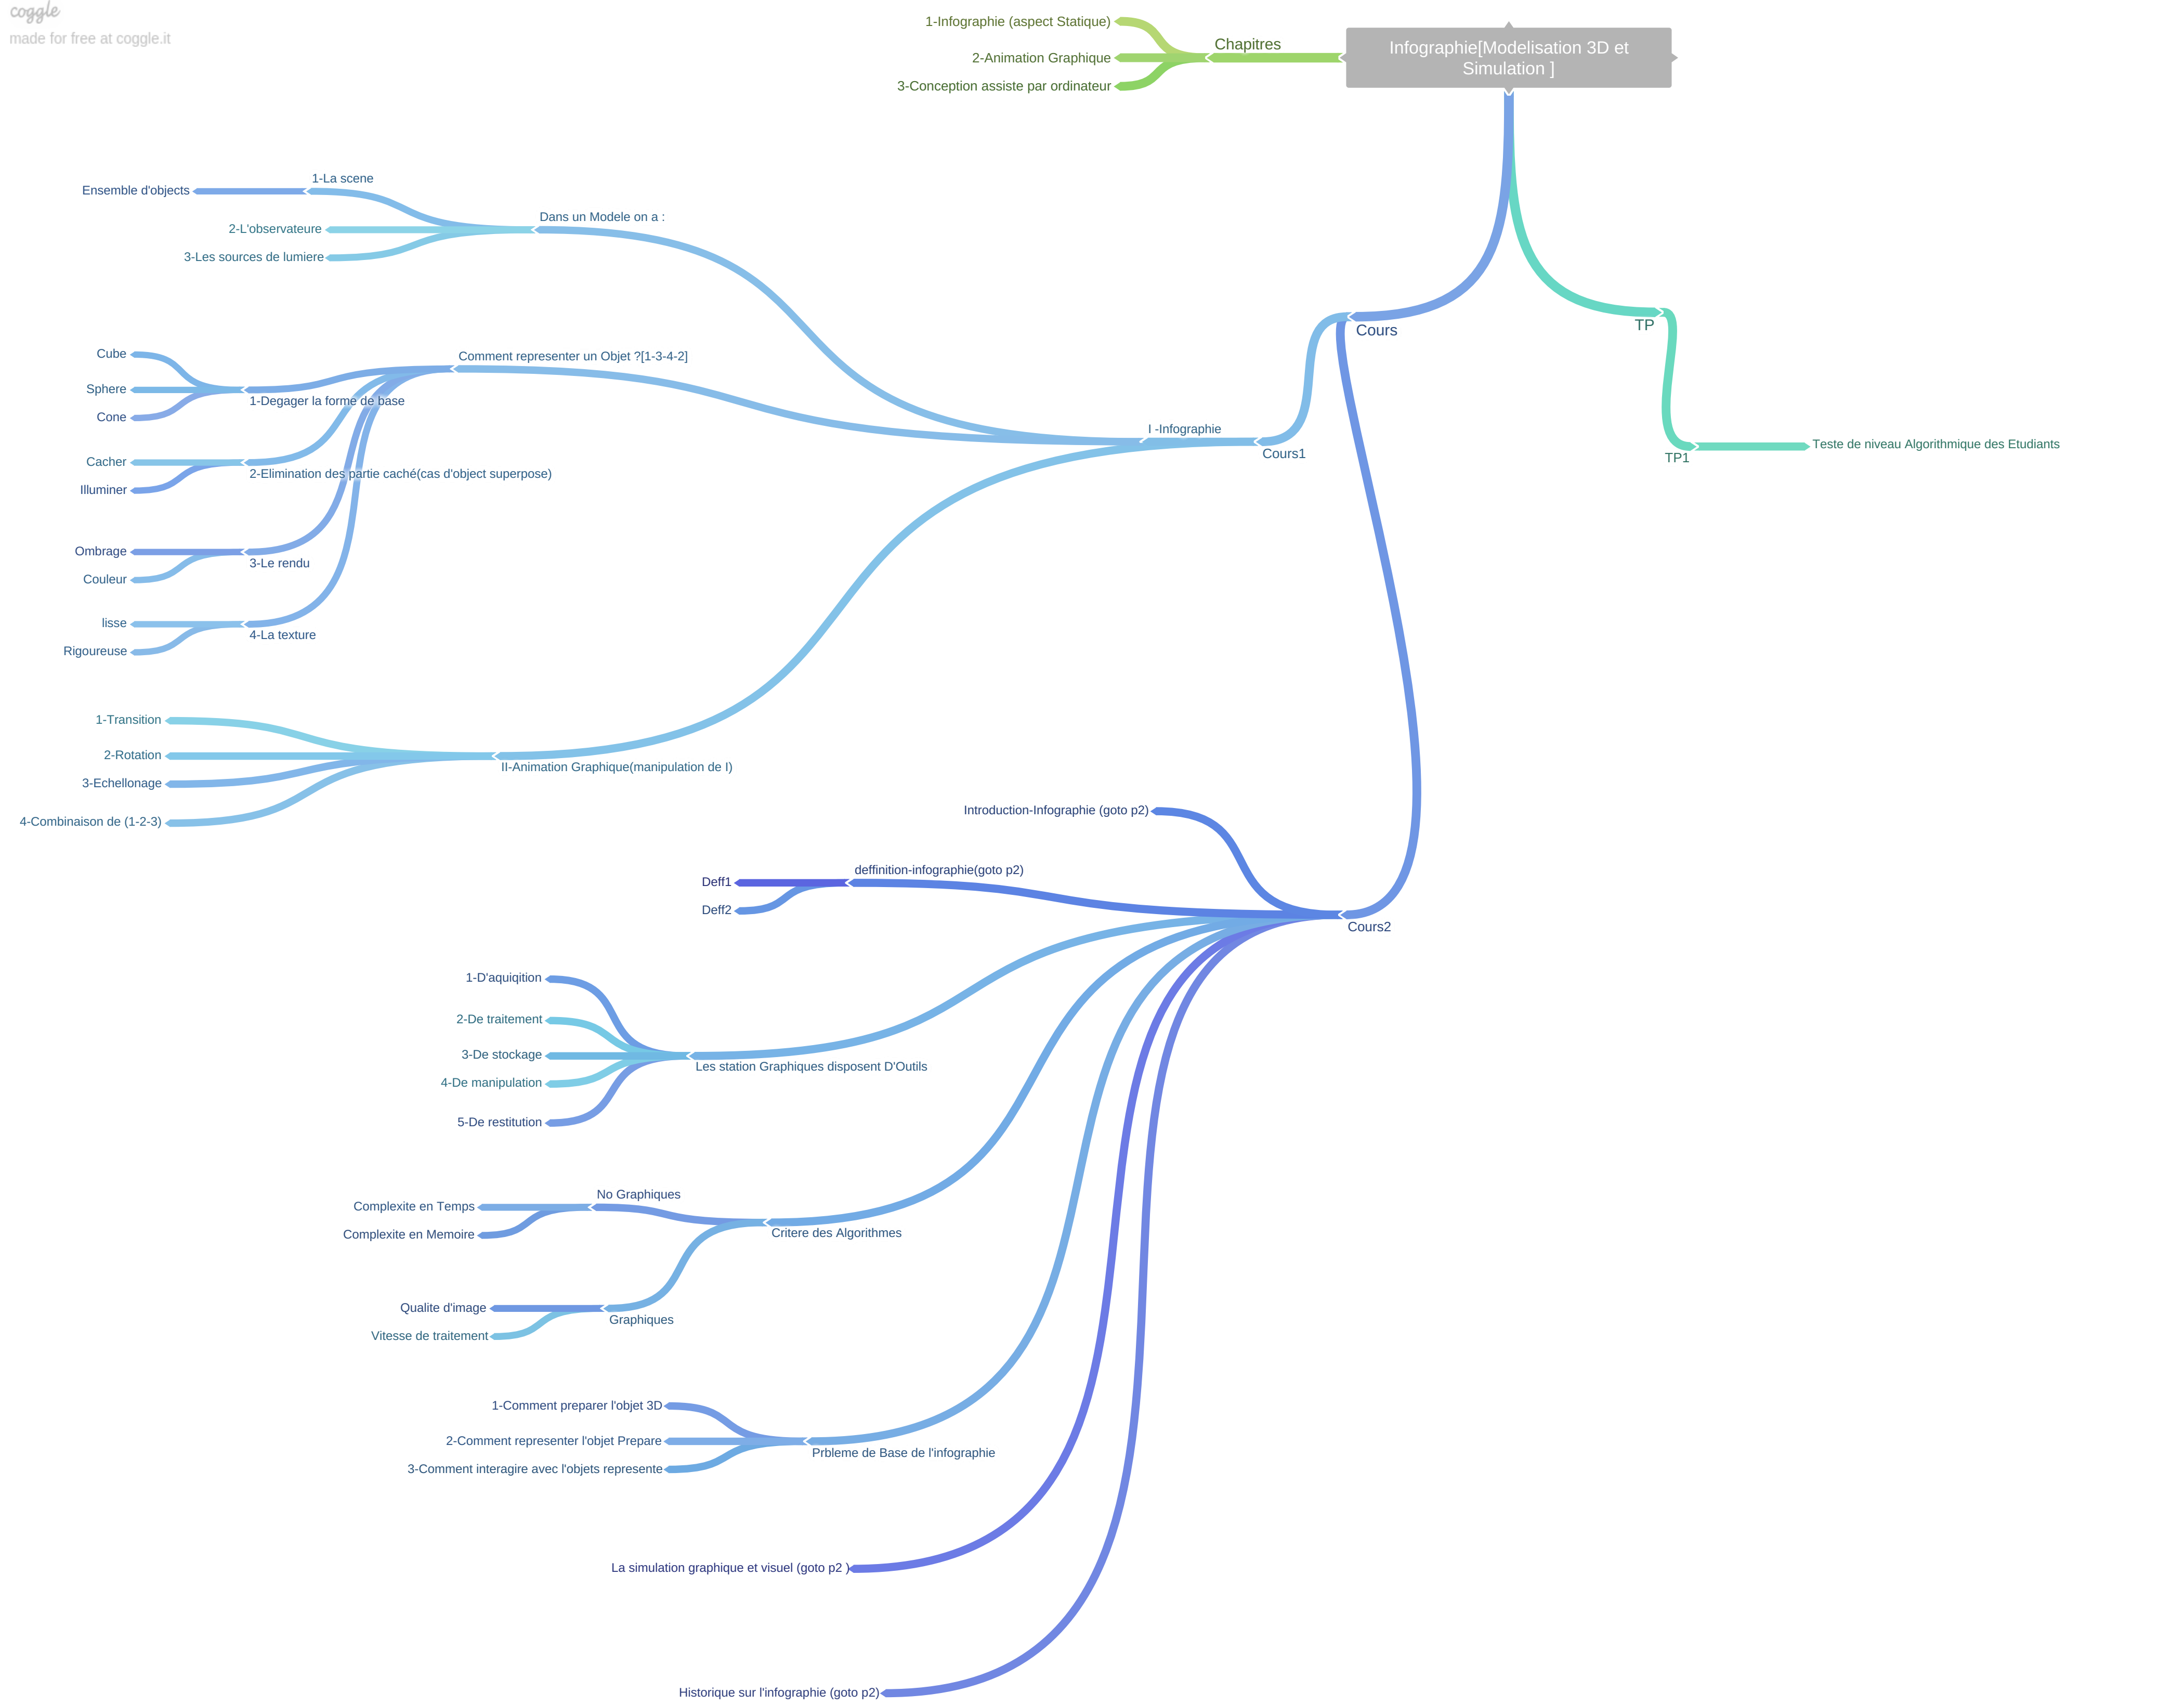 coggle
made for free at coggle.it
Infographie[Modelisation 3D et
Simulation ]
Chapitres
1-Infographie (aspect Statique)
2-Animation Graphique
3-Conception assiste par ordinateur
TP
TP1
Teste de niveau Algorithmique des Etudiants
Cours
Cours1
I -Infographie
Dans un Modele on a :
1-La scene
Ensemble d'objects
2-L'observateure
3-Les sources de lumiere
Comment representer un Objet ?[1-3-4-2]
1-Degager la forme de base
Cube
Sphere
Cone
2-Elimination des partie caché(cas d'object superpose)
Cacher
Illuminer
3-Le rendu
Ombrage
Couleur
4-La texture
lisse
Rigoureuse
II-Animation Graphique(manipulation de I)
1-Transition
2-Rotation
3-Echellonage
4-Combinaison de (1-2-3)
Cours2
Introduction-Infographie (goto p2)
deffinition-infographie(goto p2)
Deff1
Deff2
Les station Graphiques disposent D'Outils
1-D'aquiqition
2-De traitement
3-De stockage
4-De manipulation
5-De restitution
Critere des Algorithmes
No Graphiques
Complexite en Temps
Complexite en Memoire
Graphiques
Qualite d'image
Vitesse de traitement
Prbleme de Base de l'infographie
1-Comment preparer l'objet 3D
2-Comment representer l'objet Prepare
3-Comment interagire avec l'objets represente
La simulation graphique et visuel (goto p2 )
Historique sur l'infographie (goto p2)